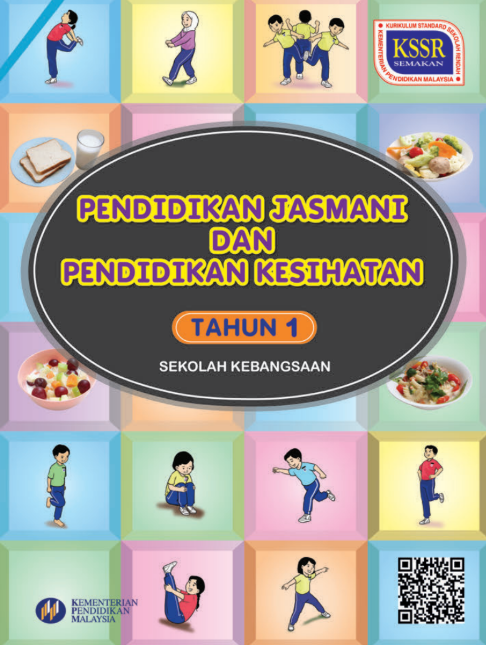 KURIKULUM STANDARD SEKOLAH RENDAH
KSSR
SEMAKAN
KEMENTERIAN PENDIDIKAN MALAYSIA
PENDIDIKAN JASMANI
DAN
PENDIDIKAN KESIHATAN
TAHUN 1
SEKOLAH KEBANGSAAN
KEMENTERIAN
PENDIDIKAN
MALAYSIA